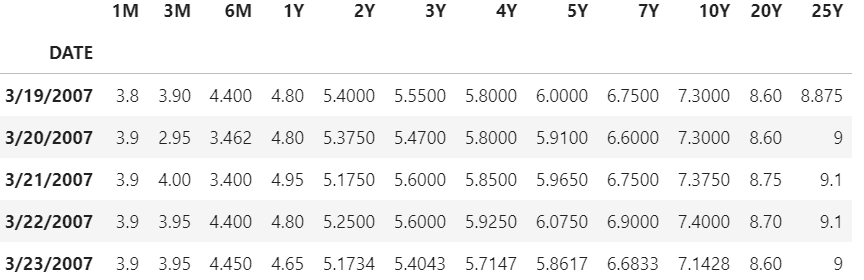 1M 3M 6M 1Y 2Y 3Y 4Y 5Y 7Y 10Y 20Y 25Y
DATE
3/19/2007 3.8 3.90 4.400 4.80 5.4000 5.5500 5.8000 6.0000 6.7500 7.3000 8.60 8.875
3/20/2007 3.9 2.95 3.462 4.80 5.3750 5.4700 5.8000 5.9100 6.6000 7.3000 8.60 9
3/21/2007 3.9 4.00 3.400 4.95 5.1750 5.6000 5.8500 5.9650 6.7500 7.3750 8.75 9.1
3/22/2007 3.9 3.95 4.400 4.80 5.2500 5.6000 5.9250 6.0750 6.9000 7.4000 8.70 9.1
3/23/2007 3.9 3.95 4.450 4.65 5.1734 5.4043 5.7147 5.8617 6.6833 7.1428 8.60 9